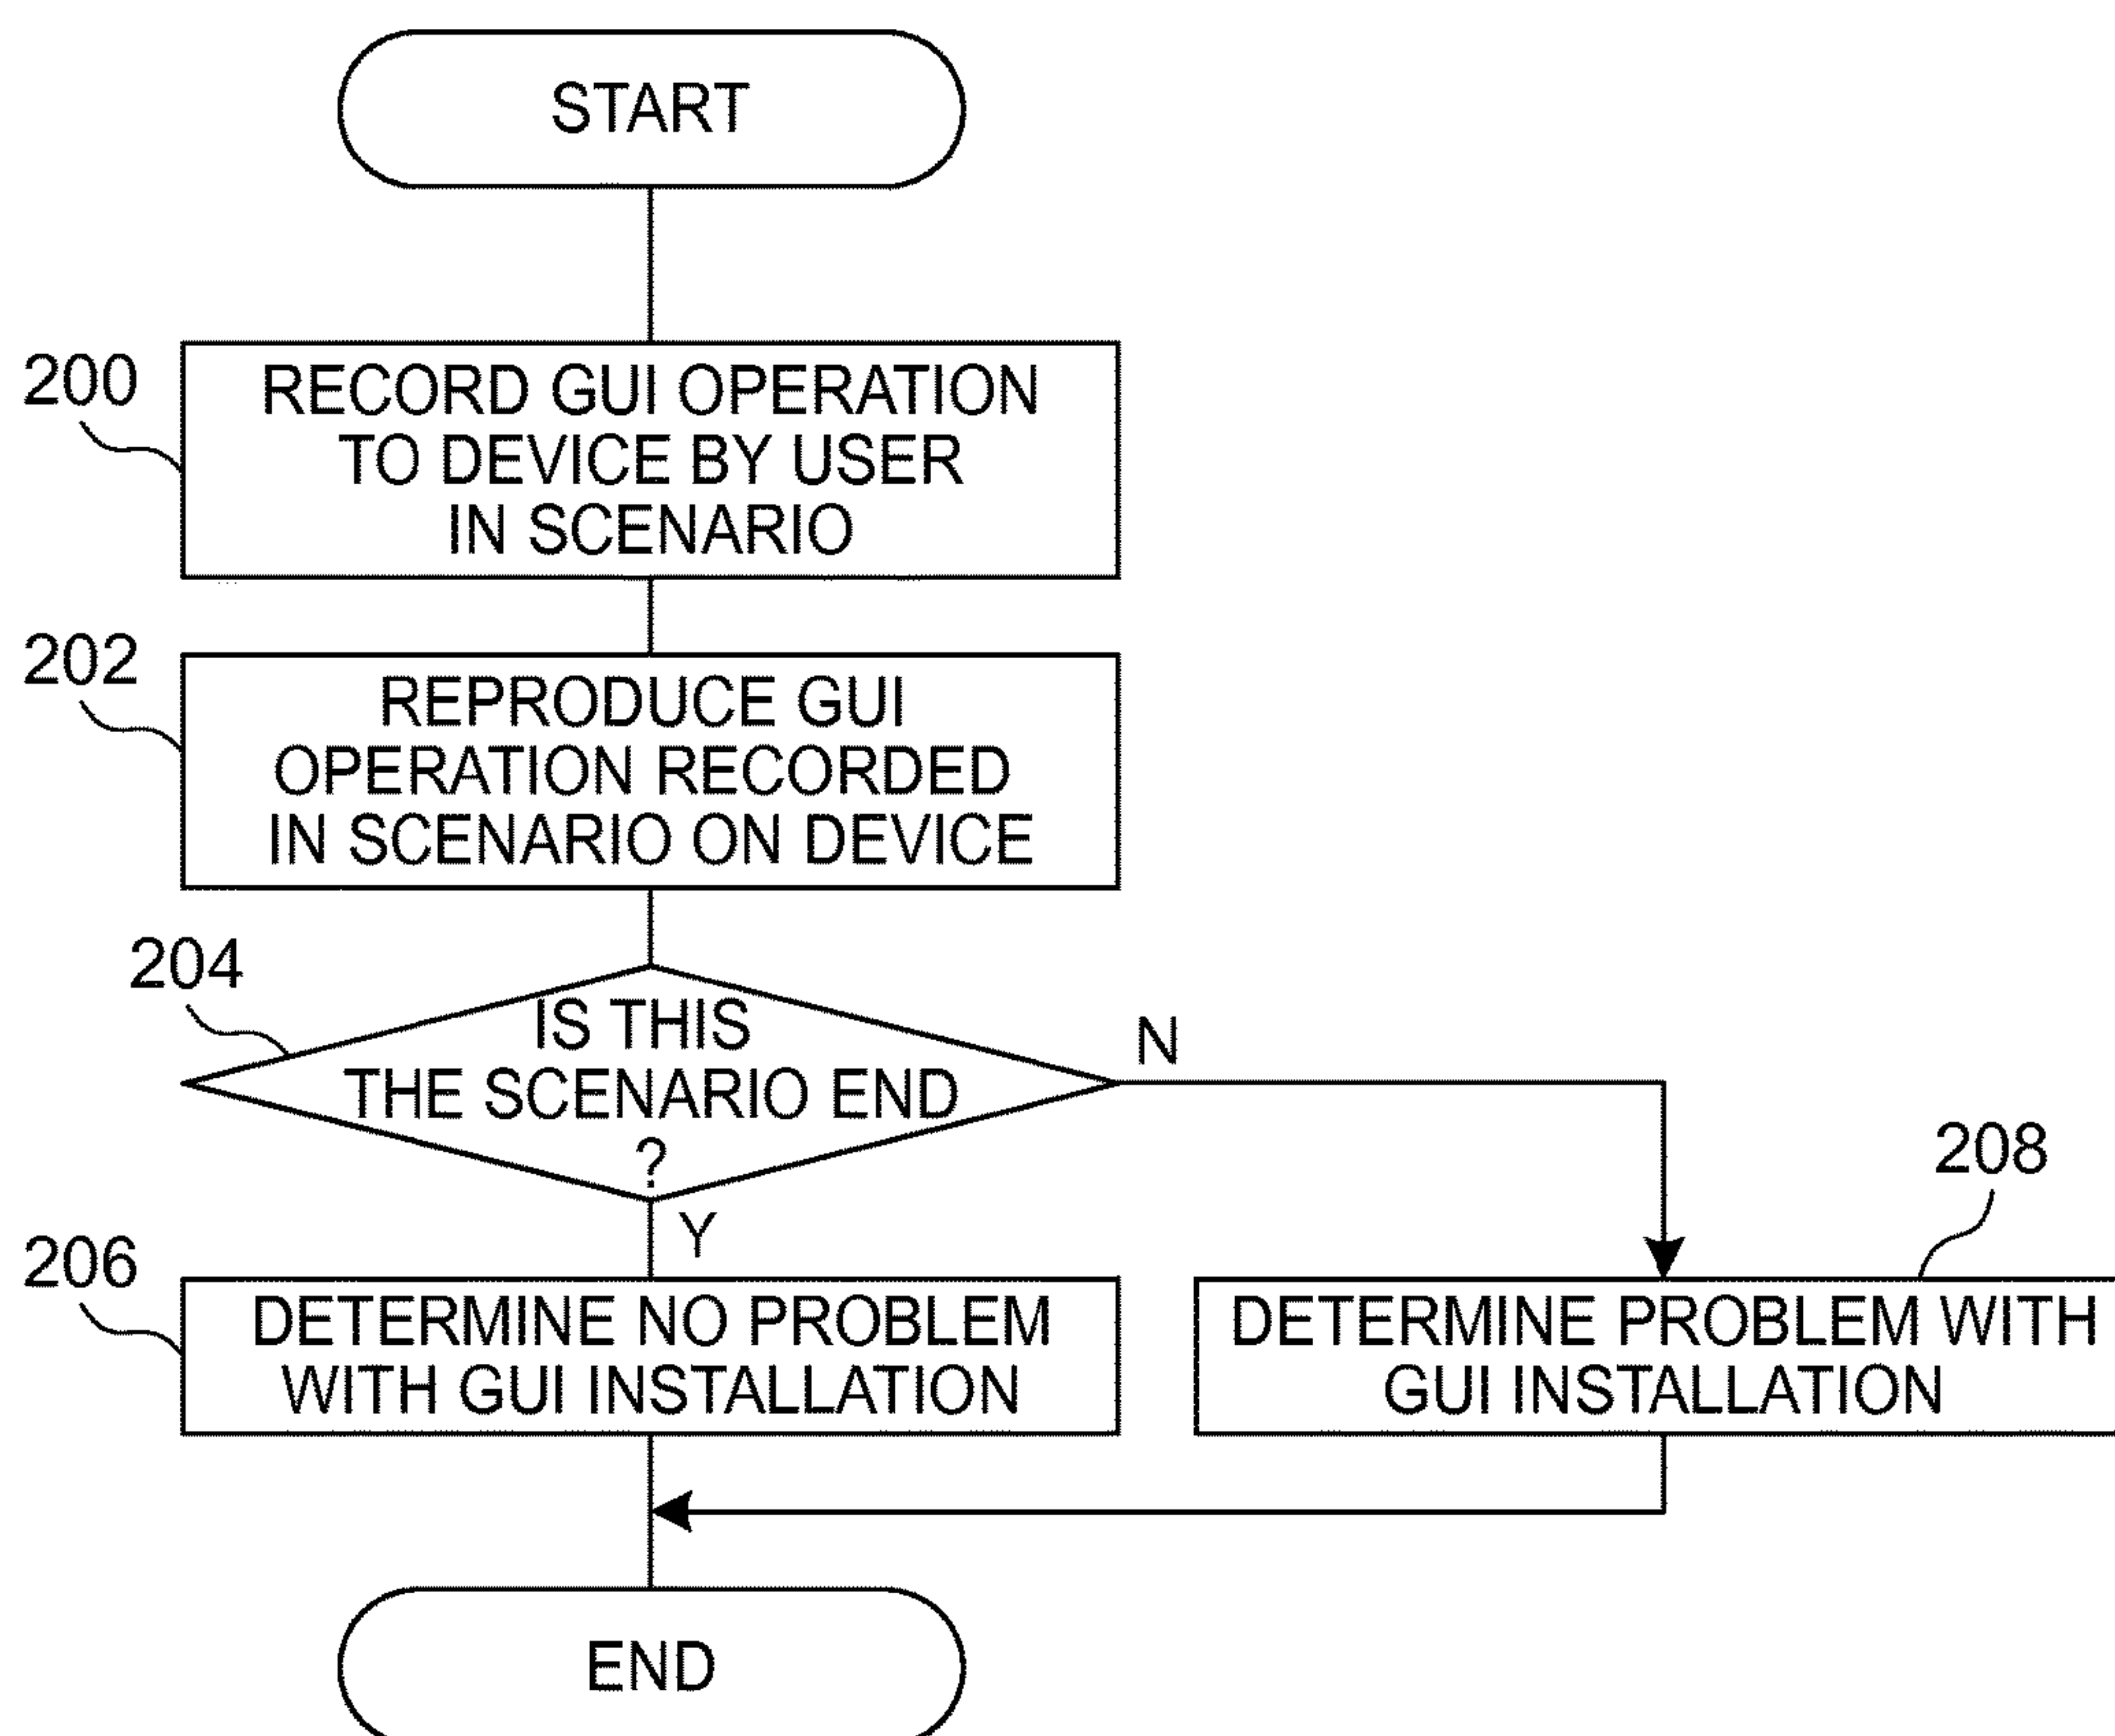 START
200
RECORD GUI OPERATION
TO DEVICE BY USER
IN SCENARIO
202
REPRODUCE GUI
OPERATION RECORDED
IN SCENARIO ON DEVICE
204
IS THIS
THE SCENARIO END
?
N
Y
206
DETERMINE NO PROBLEM
WITH GUI INSTALLATION
208
DETERMINE PROBLEM WITH
GUI INSTALLATION
END